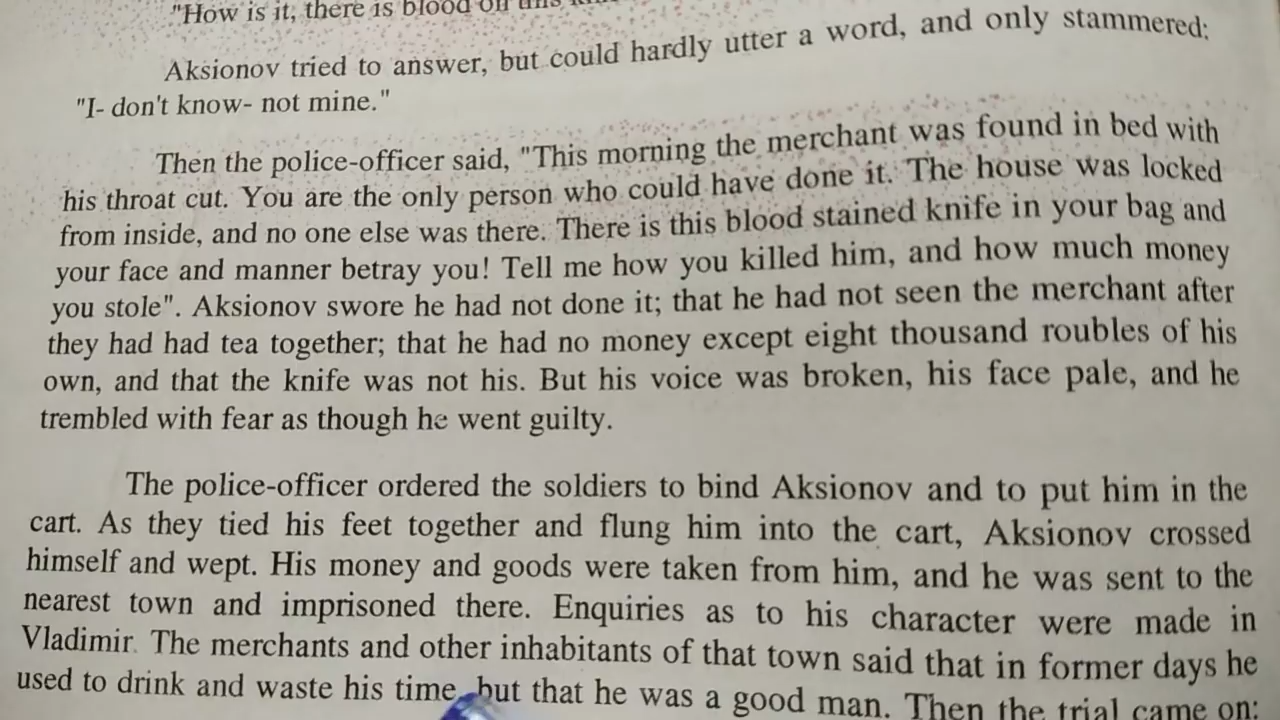 "How is it, there is blood on this
Aksionov tried to answer, but could hardly utter a word, and only stammered:
"I- don't know- not mine."
Then the police-officer said, "This morning the merchant was found in bed with
his throat cut. You are the only person who could have done it. The house was locked
from inside, and no one else was there. There is this blood stained knife in your bag and
your face and manner betray you! Tell me how you killed him, and how much money
you stole". Aksionov swore he had not done it; that he had not seen the merchant after
they had had tea together; that he had no money except eight thousand roubles of his
own, and that the knife was not his. But his voice was broken, his face pale, and he
trembled with fear as though he went guilty.
The police-officer ordered the soldiers to bind Aksionov and to put him in the
cart. As they tied his feet together and flung him into the cart, Aksionov crossed
himself and wept. His money and goods were taken from him, and he was sent to the
nearest town and imprisoned there. Enquiries as to his character were made in
Vladimir. The merchants and other inhabitants of that town said that in former days he
used to drink and waste his time, but that he was a good man. Then the trial came on: